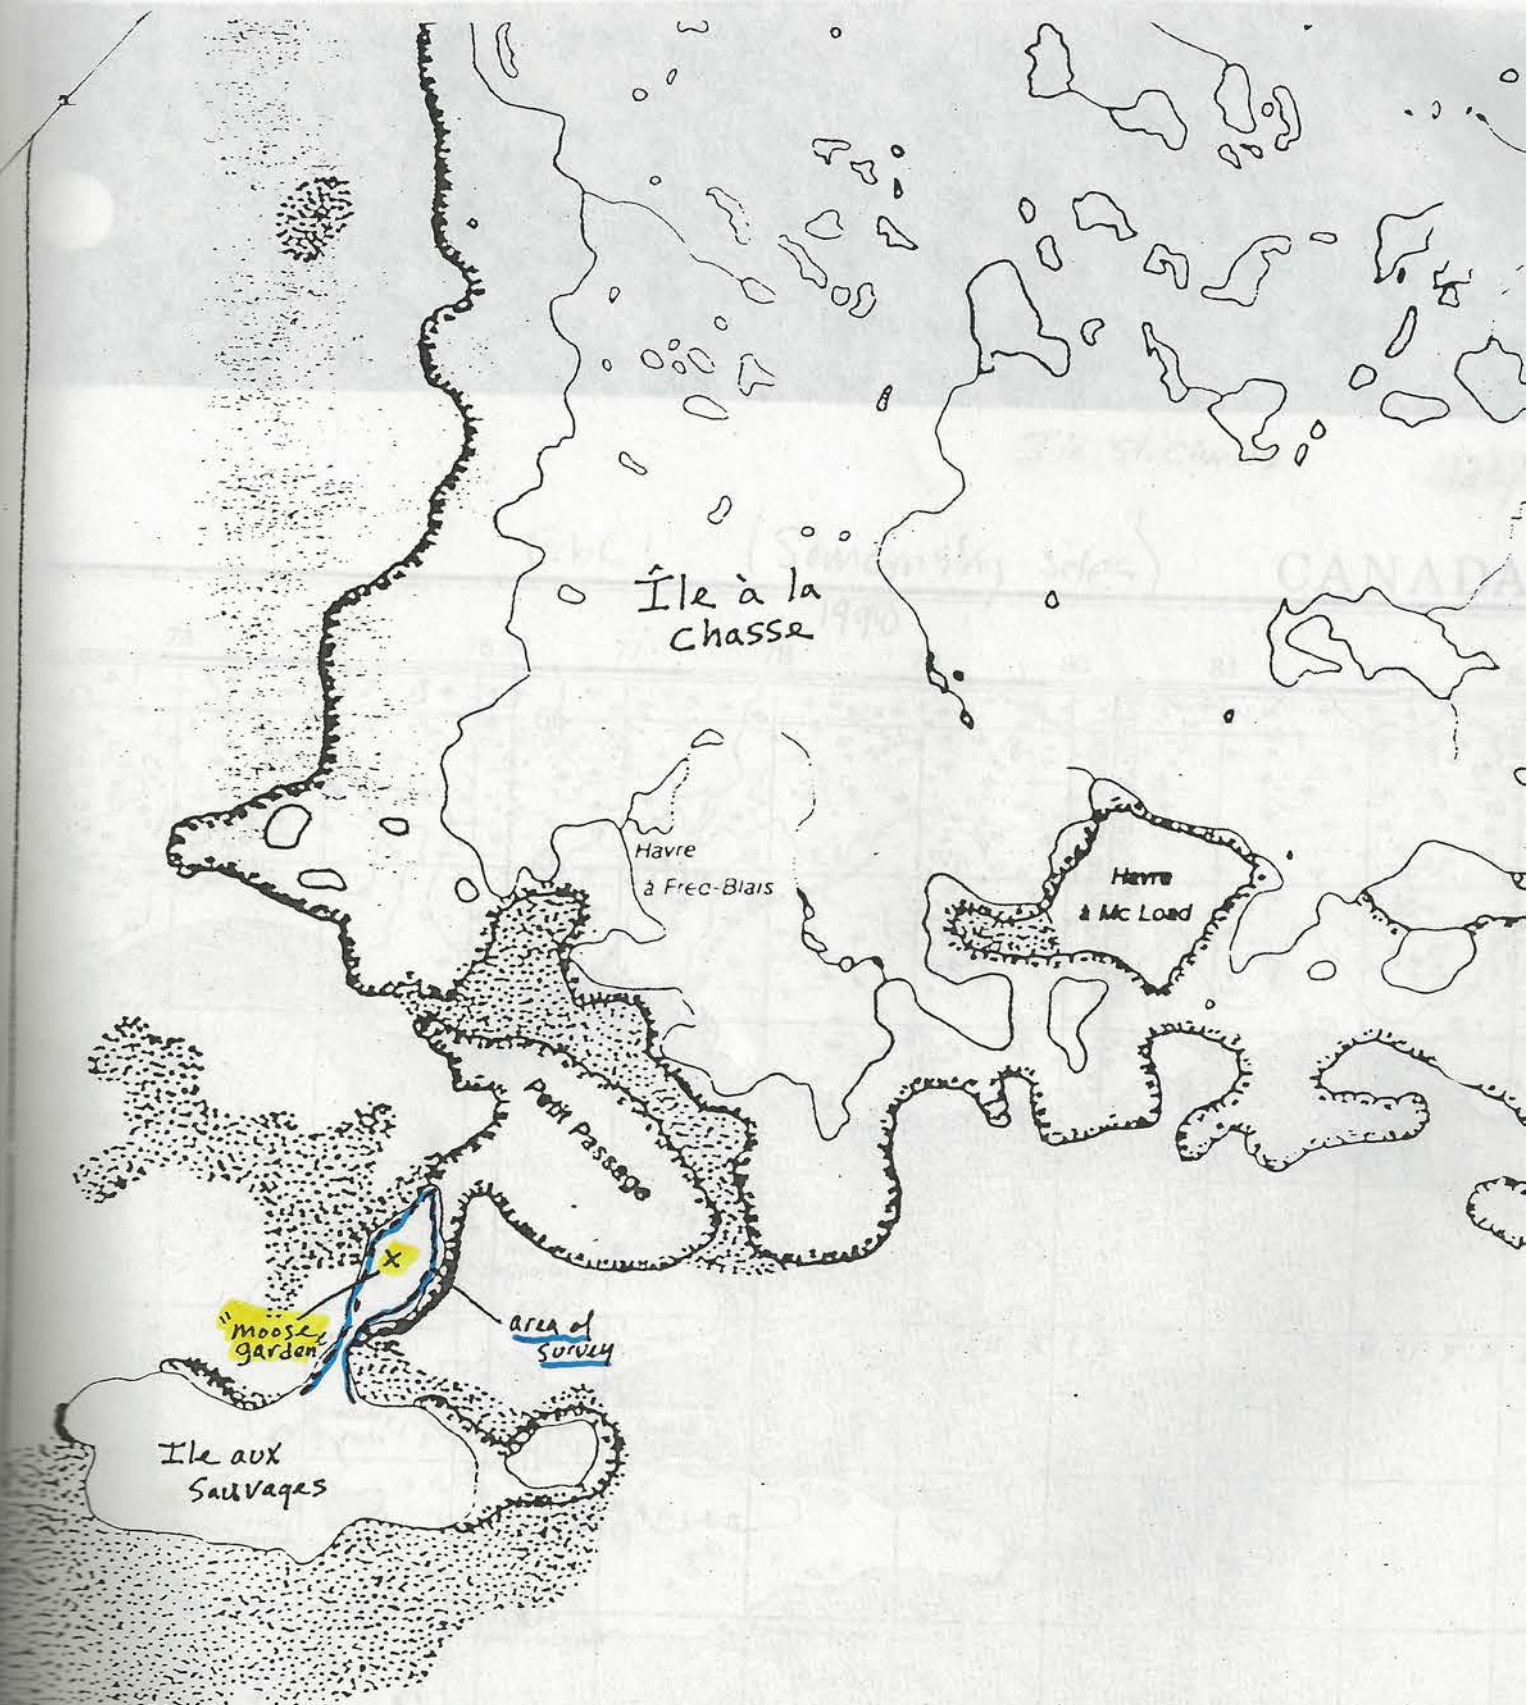 Île à la
chasse
Havre
à Frec-Blais
Havre
à Mc Load
Petit Passage
x
"moose
garden"
area of
survey
Ile aux
Sauvages
CANADA
1990